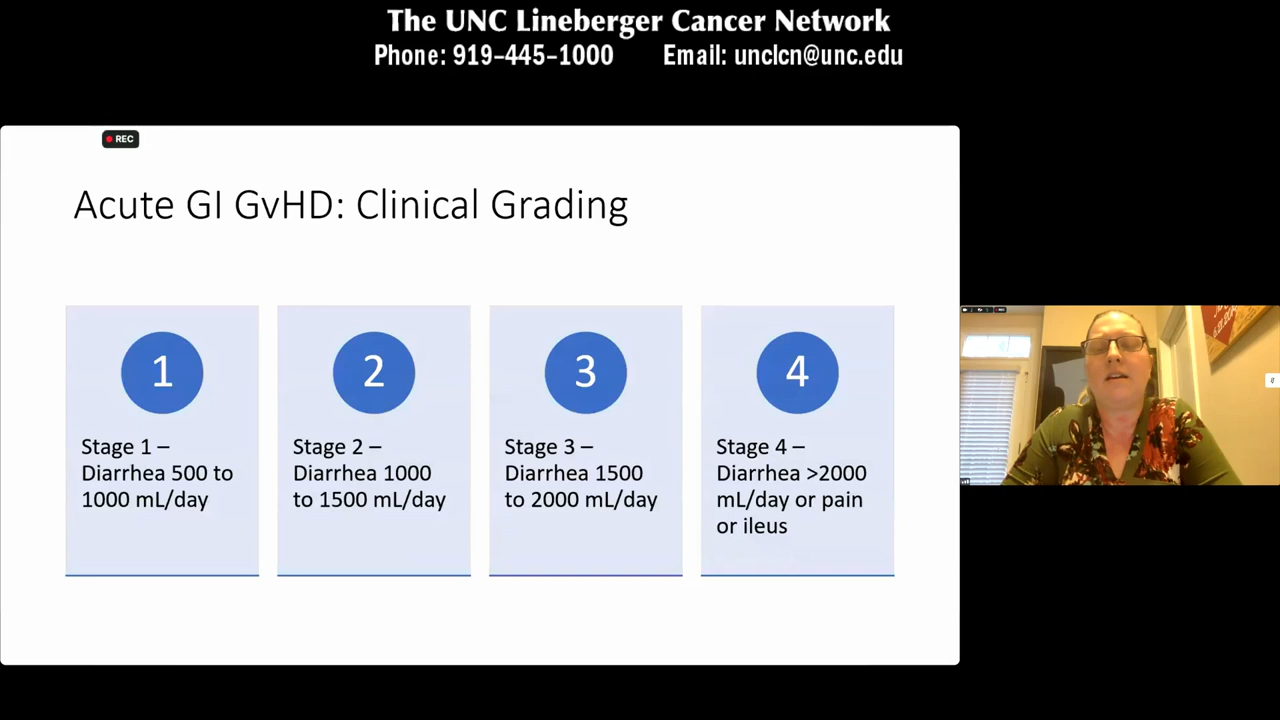 The UNC Lineberger Cancer Network
Phone: 919-445-1000 Email: unclcn@unc.edu
REC
Acute GI GvHD: Clinical Grading
1
Stage 1 –
Diarrhea 500 to
1000 mL/day
2
Stage 2 –
Diarrhea 1000
to 1500 mL/day
3
Stage 3 –
Diarrhea 1500
to 2000 mL/day
4
Stage 4 –
Diarrhea >2000
mL/day or pain
or ileus